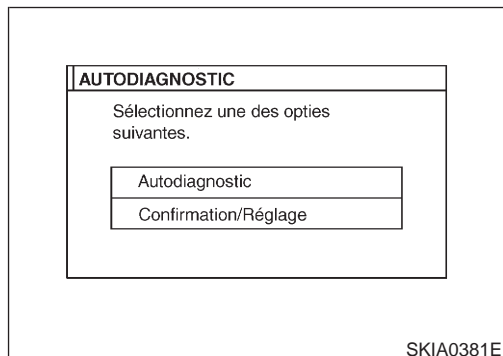 AUTODIAGNOSTIC
Sélectionnez une des opties
suivantes.
Autodiagnostic
Confirmation/Réglage
SKIA0381E